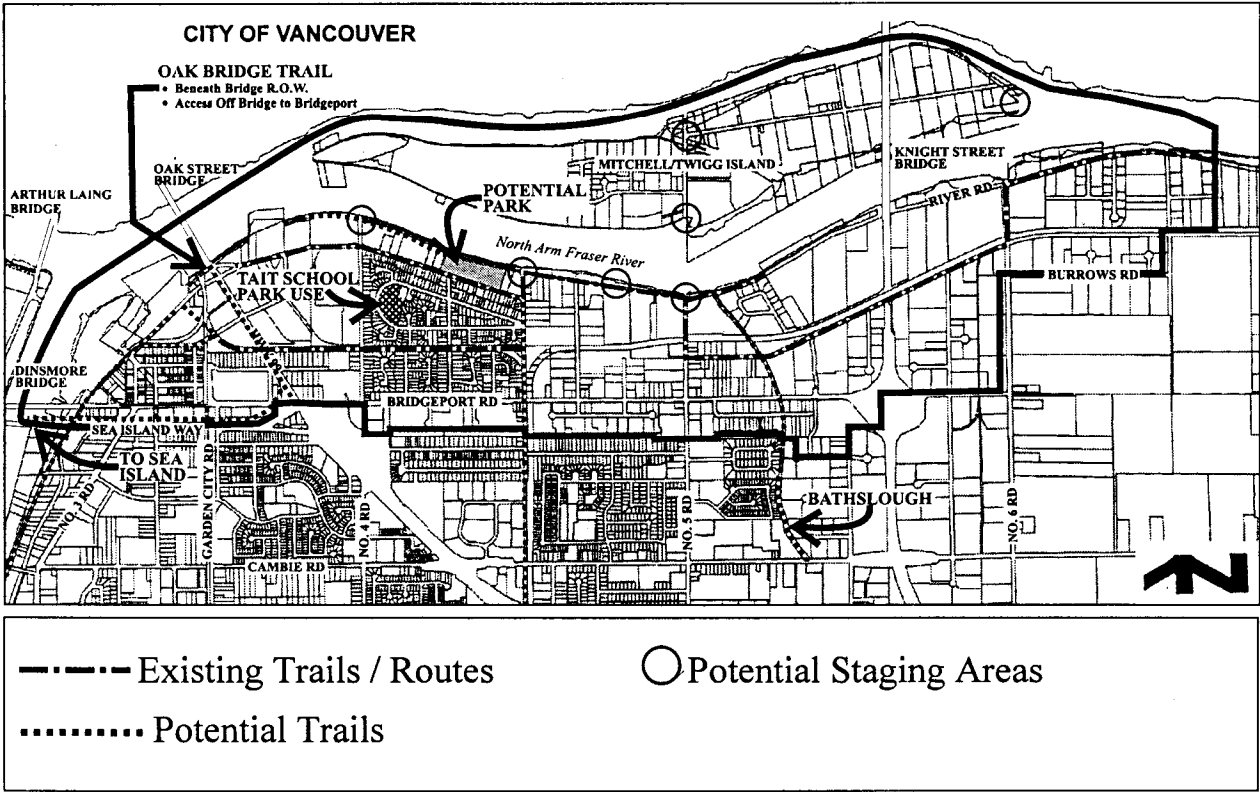 CITY OF VANCOUVER
OAK BRIDGE TRAIL
• Beneath Bridge R.O.W.
• Access Off Bridge to Bridgeport
OAK STREET
BRIDGE
ARTHUR LAING
BRIDGE
MITCHELL/TWIGG ISLAND
KNIGHT STREET
BRIDGE
POTENTIAL
PARK
RIVER RD
North Arm Fraser River
TAIT SCHOOL
PARK USE
BURROWS RD
DINSMORE
BRIDGE
BRIDGEPORT RD
SEA ISLAND WAY
TO SEA
ISLAND
NO. 3 RD
GARDEN CITY RD
NO. 4 RD
NO. 5 RD
BATHSLOUGH
NO. 6 RD
CAMBIE RD
Existing Trails / Routes
Potential Staging Areas
Potential Trails